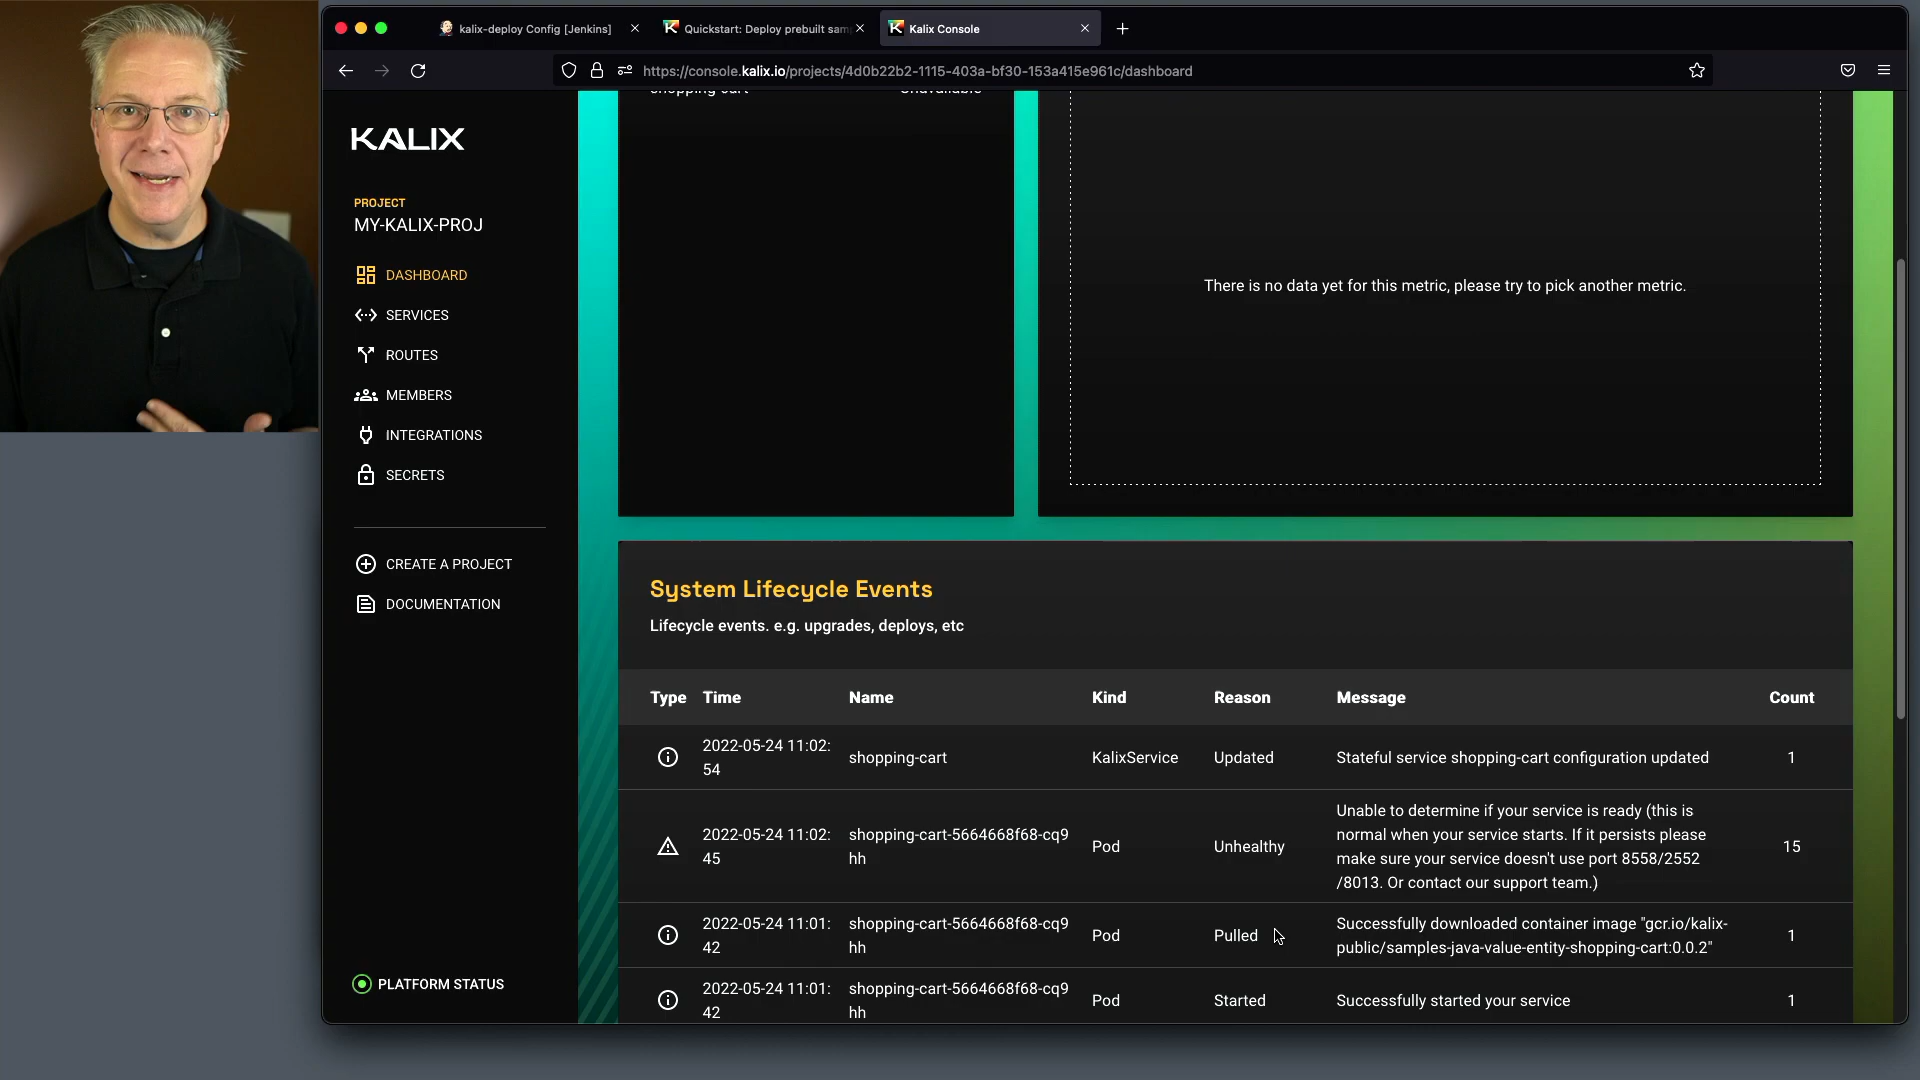 kalix-deploy Config [Jenkins]
Quickstart: Deploy prebuilt sam
Kalix Console
https://console.kalix.io/projects/4d0b22b2-1115-403a-bf30-153a415e961c/dashboard
KALIX
PROJECT
MY-KALIX-PROJ
DASHBOARD
SERVICES
ROUTES
MEMBERS
INTEGRATIONS
SECRETS
CREATE A PROJECT
DOCUMENTATION
PLATFORM STATUS
shopping-cart Unavailable
There is no data yet for this metric, please try to pick another metric.
System Lifecycle Events
Lifecycle events. e.g. upgrades, deploys, etc
Type Time Name Kind Reason Message Count
2022-05-24 11:02:
54
shopping-cart KalixService Updated Stateful service shopping-cart configuration updated 1
2022-05-24 11:02:
45
shopping-cart-5664668f68-cq9
hh
Pod Unhealthy
Unable to determine if your service is ready (this is
normal when your service starts. If it persists please
make sure your service doesn't use port 8558/2552
/8013. Or contact our support team.)
15
2022-05-24 11:01:
42
shopping-cart-5664668f68-cq9
hh
Pod Pulled
Successfully downloaded container image "gcr.io/kalix-
public/samples-java-value-entity-shopping-cart:0.0.2"
1
2022-05-24 11:01:
42
shopping-cart-5664668f68-cq9
hh
Pod Started Successfully started your service 1